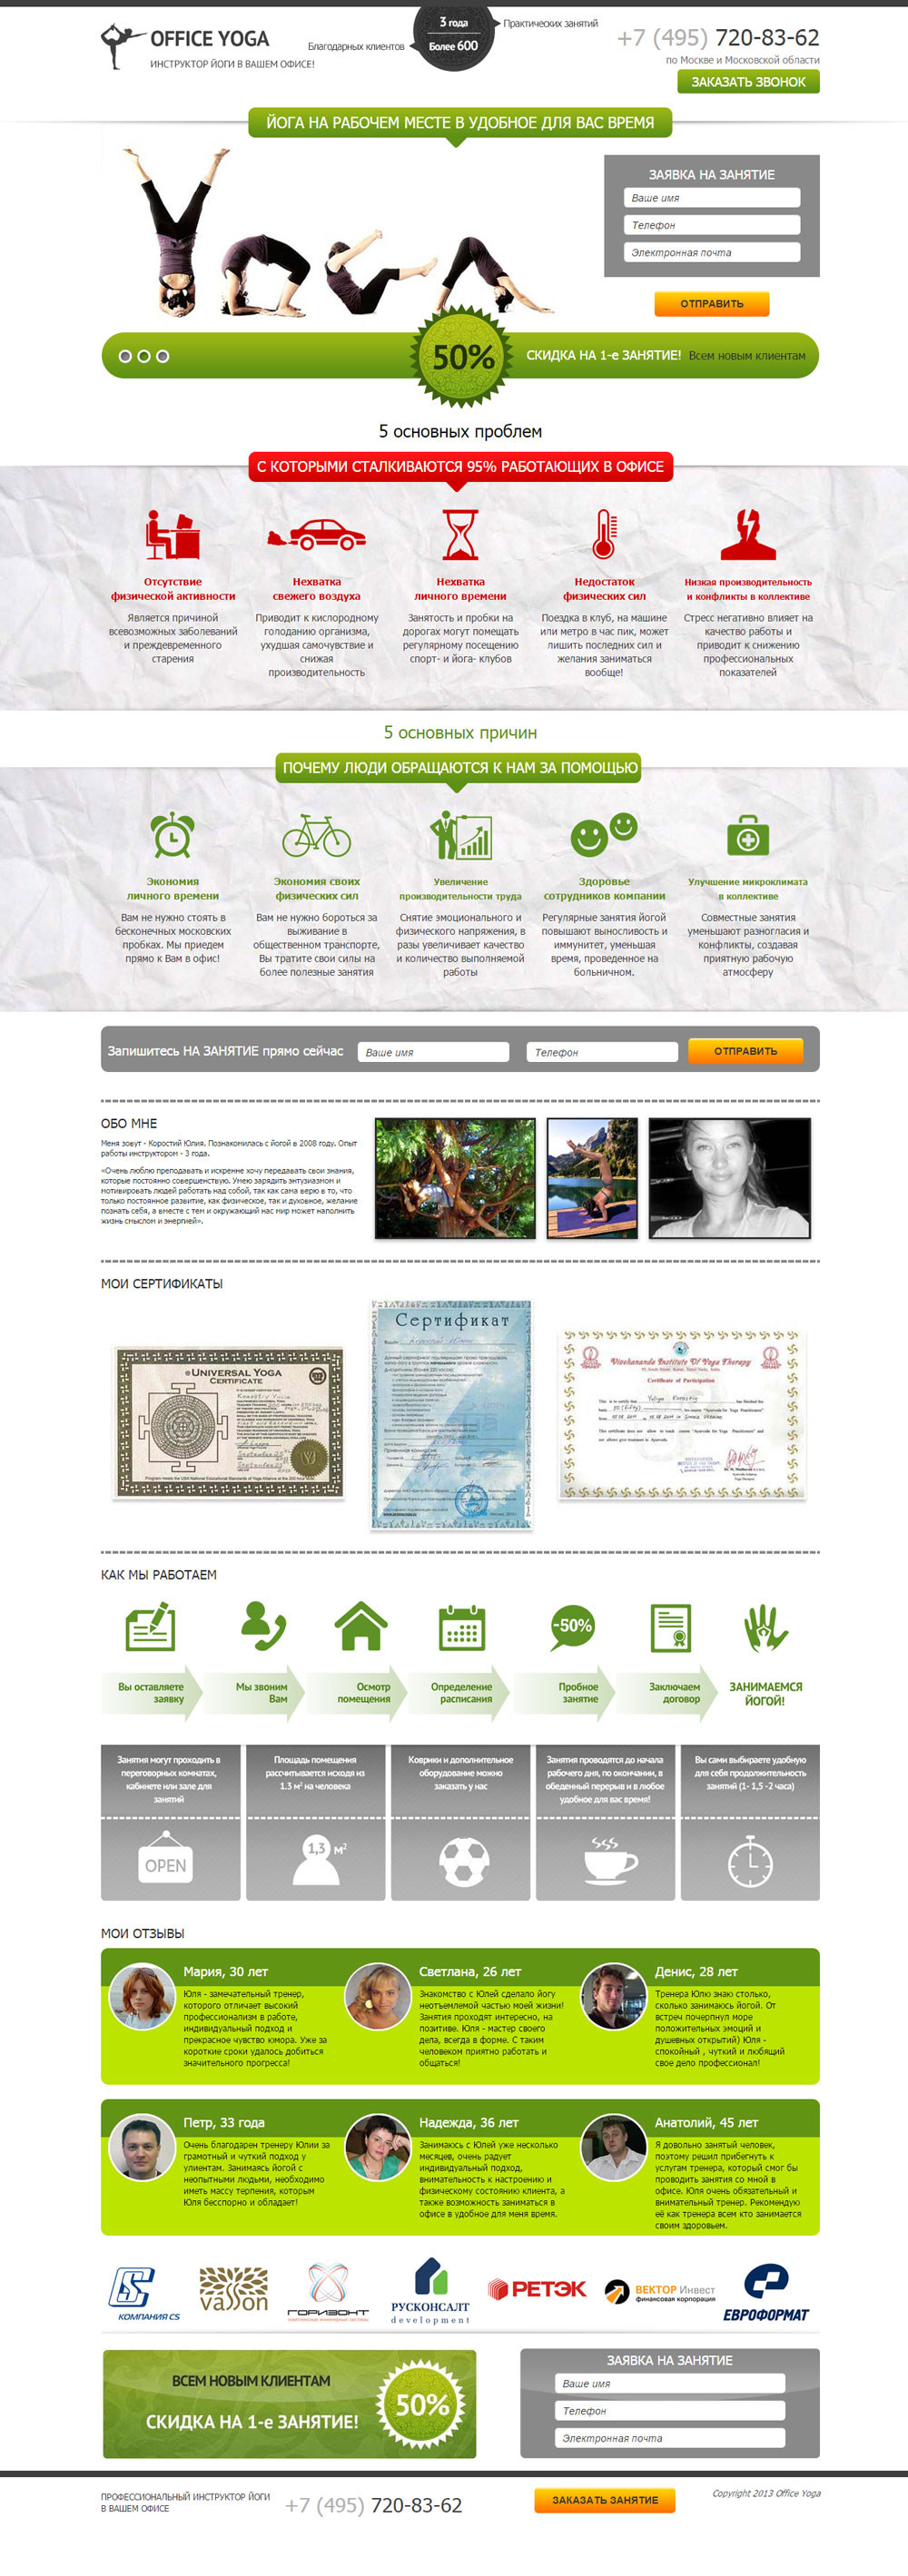 OFFICE YOGA
ИНСТРУКТОР ЙОГИ В ВАШЕМ ОФИСЕ!
3 года
Практических занятий
Благодарных клиентов
Более 600
+7 (495) 720-83-62
по Москве и Московской области
ЗАКАЗАТЬ ЗВОНОК
ЙОГА НА РАБОЧЕМ МЕСТЕ В УДОБНОЕ ДЛЯ ВАС ВРЕМЯ
ЗАЯВКА НА ЗАНЯТИЕ
Ваше имя
Телефон
Электронная почта
ОТПРАВИТЬ
50%
СКИДКА НА 1-е ЗАНЯТИЕ! Всем новым клиентам
5 основных проблем
С КОТОРЫМИ СТАЛКИВАЮТСЯ 95% РАБОТАЮЩИХ В ОФИСЕ
Отсутствие
физической активности
Является причиной
всевозможных заболеваний
и преждевременного
старения
Нехватка
свежего воздуха
Приводит к кислородному
голоданию организма,
ухудшая самочувствие и
снижая
производительность
Нехватка
личного времени
Занятость и пробки на
дорогах могут помещать
регулярному посещению
спорт- и йога- клубов
Недостаток
физических сил
Поездка в клуб, на машине
или метро в час пик, может
лишить последних сил и
желания заниматься
вообще!
Низкая производительность
и конфликты в коллективе
Стресс негативно влияет на
качество работы и
приводит к снижению
профессиональных
показателей
5 основных причин
ПОЧЕМУ ЛЮДИ ОБРАЩАЮТСЯ К НАМ ЗА ПОМОЩЬЮ
Экономия
личного времени
Вам не нужно стоять в
бесконечных московских
пробках. Мы приедем
прямо к Вам в офис!
Экономия своих
физических сил
Вам не нужно бороться за
выживание в
общественном транспорте,
Вы тратите свои силы на
более полезные занятия
Увеличение
производительности труда
Снятие эмоционального и
физического напряжения, в
разы увеличивает качество
и количество выполняемой
работы
Здоровье
сотрудников компании
Регулярные занятия йогой
повышают выносливость и
иммунитет, уменьшая
время, проведенное на
больничном.
Улучшение микроклимата
в коллективе
Совместные занятия
уменьшают разногласия и
конфликты, создавая
приятную рабочую
атмосферу
Запишитесь НА ЗАНЯТИЕ прямо сейчас
Ваше имя
Телефон
ОТПРАВИТЬ
ОБО МНЕ
Меня зовут - Коростий Юлия. Познакомилась с йогой в 2008 году. Опыт
работы инструктором - 3 года.
«Очень люблю преподавать и искренне хочу передавать свои знания,
которые постоянно совершенствую. Умею зарядить энтузиазмом и
мотивировать людей работать над собой, так как сама верю в то, что
только постоянное развитие, как физическое, так и духовное, желание
познать себя, а вместе с тем и окружающий нас мир может наполнить
жизнь смыслом и энергией».
МОИ СЕРТИФИКАТЫ
UNIVERSAL YOGA
CERTIFICATE
Сертификат
Vivekananda Institute Of Yoga Therapy
Certificate of Participation
КАК МЫ РАБОТАЕМ
-50%
Вы оставляете
заявку
Мы звоним
Вам
Осмотр
помещения
Определение
расписания
Пробное
занятие
Заключаем
договор
ЗАНИМАЕМСЯ
ЙОГОЙ!
Занятия могут проходить в
переговорных комнатах,
кабинете или зале для
занятий
OPEN
Площадь помещения
рассчитывается исходя из
1.3 м² на человека
1,3 м²
Коврики и дополнительное
оборудование можно
заказать у нас
Занятия проводятся до начала
рабочего дня, по окончании, в
обеденный перерыв и в любое
удобное для вас время!
Вы сами выбираете удобную
для себя продолжительность
занятий (1- 1,5 -2 часа)
МОИ ОТЗЫВЫ
Мария, 30 лет
Юля - замечательный тренер,
которого отличает высокий
профессионализм в работе,
индивидуальный подход и
прекрасное чувство юмора. Уже за
короткие сроки удалось добиться
значительного прогресса!
Светлана, 26 лет
Знакомство с Юлей сделало йогу
неотъемлемой частью моей жизни!
Занятия проходят интересно, на
позитиве. Юля - мастер своего
дела, всегда в форме. С таким
человеком приятно работать и
общаться!
Денис, 28 лет
Тренера Юлю знаю столько,
сколько занимаюсь йогой. От
встреч почерпнул море
положительных эмоций и
душевных открытий) Юля -
спокойный , чуткий и любящий
свое дело профессионал!
Петр, 33 года
Очень благодарен тренеру Юлии за
грамотный и чуткий подход у
улиентам. Занимаясь йогой с
неопытными людьми, необходимо
иметь массу терпения, которым
Юля бесспорно и обладает!
Надежда, 36 лет
Занимаюсь с Юлей уже несколько
месяцев, очень радует
индивидуальный подход,
внимательность к настроению и
физическому состоянию клиента, а
также возможность заниматься в
офисе в удобное для меня время.
Анатолий, 45 лет
Я довольно занятый человек,
поэтому решил прибегнуть к
услугам тренера, который смог бы
проводить занятия со мной в
офисе. Юля очень обязательный и
внимательный тренер. Рекомендую
её как тренера всем кто занимается
своим здоровьем.
КОМПАНИЯ CS
vasson
ГОРИЗОНТ
РУСКОНСАЛТ
development
РЕТЭК
ВЕКТОР Инвест
финансовая корпорация
ЕВРОФОРМАТ
ВСЕМ НОВЫМ КЛИЕНТАМ
СКИДКА НА 1-е ЗАНЯТИЕ!
50%
ЗАЯВКА НА ЗАНЯТИЕ
Ваше имя
Телефон
Электронная почта
ПРОФЕССИОНАЛЬНЫЙ ИНСТРУКТОР ЙОГИ
В ВАШЕМ ОФИСЕ
+7 (495) 720-83-62
ЗАКАЗАТЬ ЗАНЯТИЕ
Copyright 2013 Office Yoga